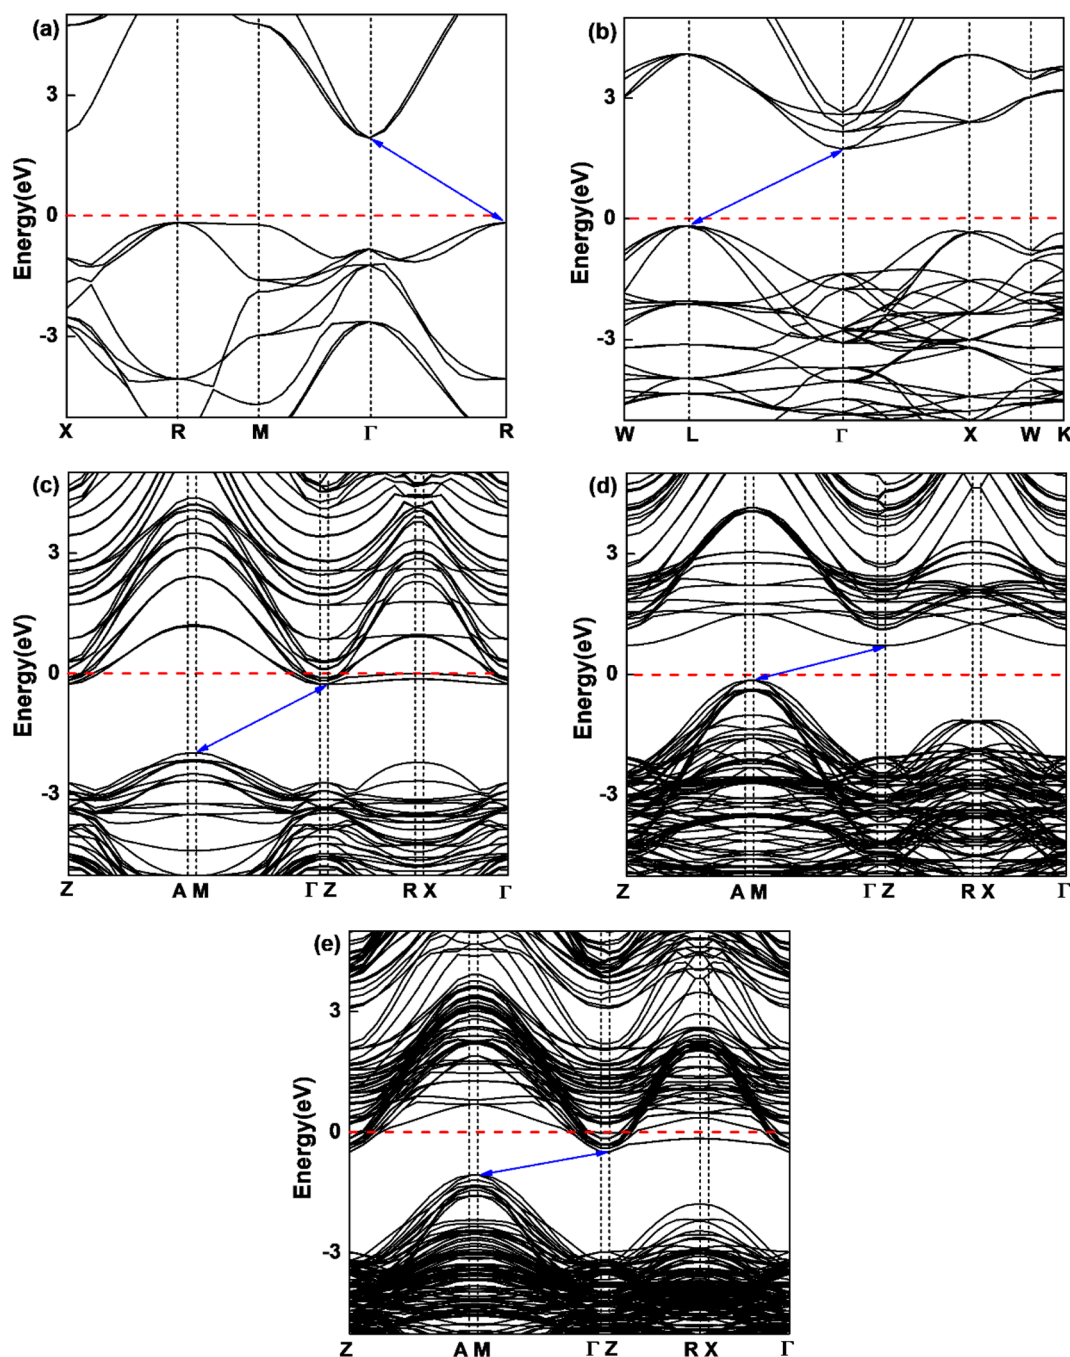 (a)
3
0
-3
Energy(eV)
X R M Γ R
(b)
3
0
-3
Energy(eV)
W L Γ X W K
(c)
3
0
-3
Energy(eV)
Z A M Γ Z R X Γ
(d)
3
0
-3
Energy(eV)
Z A M Γ Z R X Γ
(e)
3
0
-3
Energy(eV)
Z A M Γ Z R X Γ